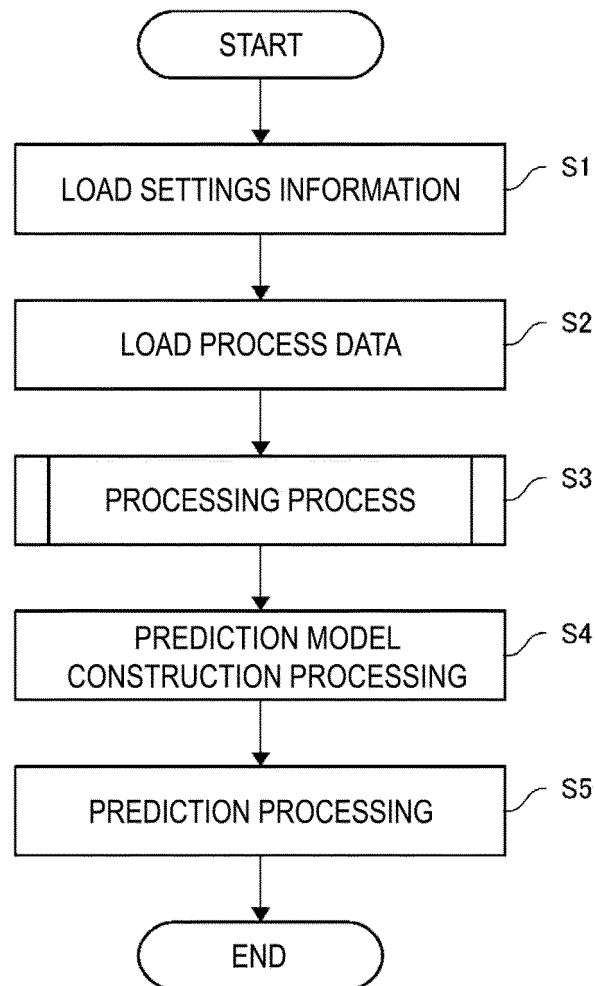 START
LOAD SETTINGS INFORMATION
S1
LOAD PROCESS DATA
S2
PROCESSING PROCESS
S3
PREDICTION MODEL
CONSTRUCTION PROCESSING
S4
PREDICTION PROCESSING
S5
END